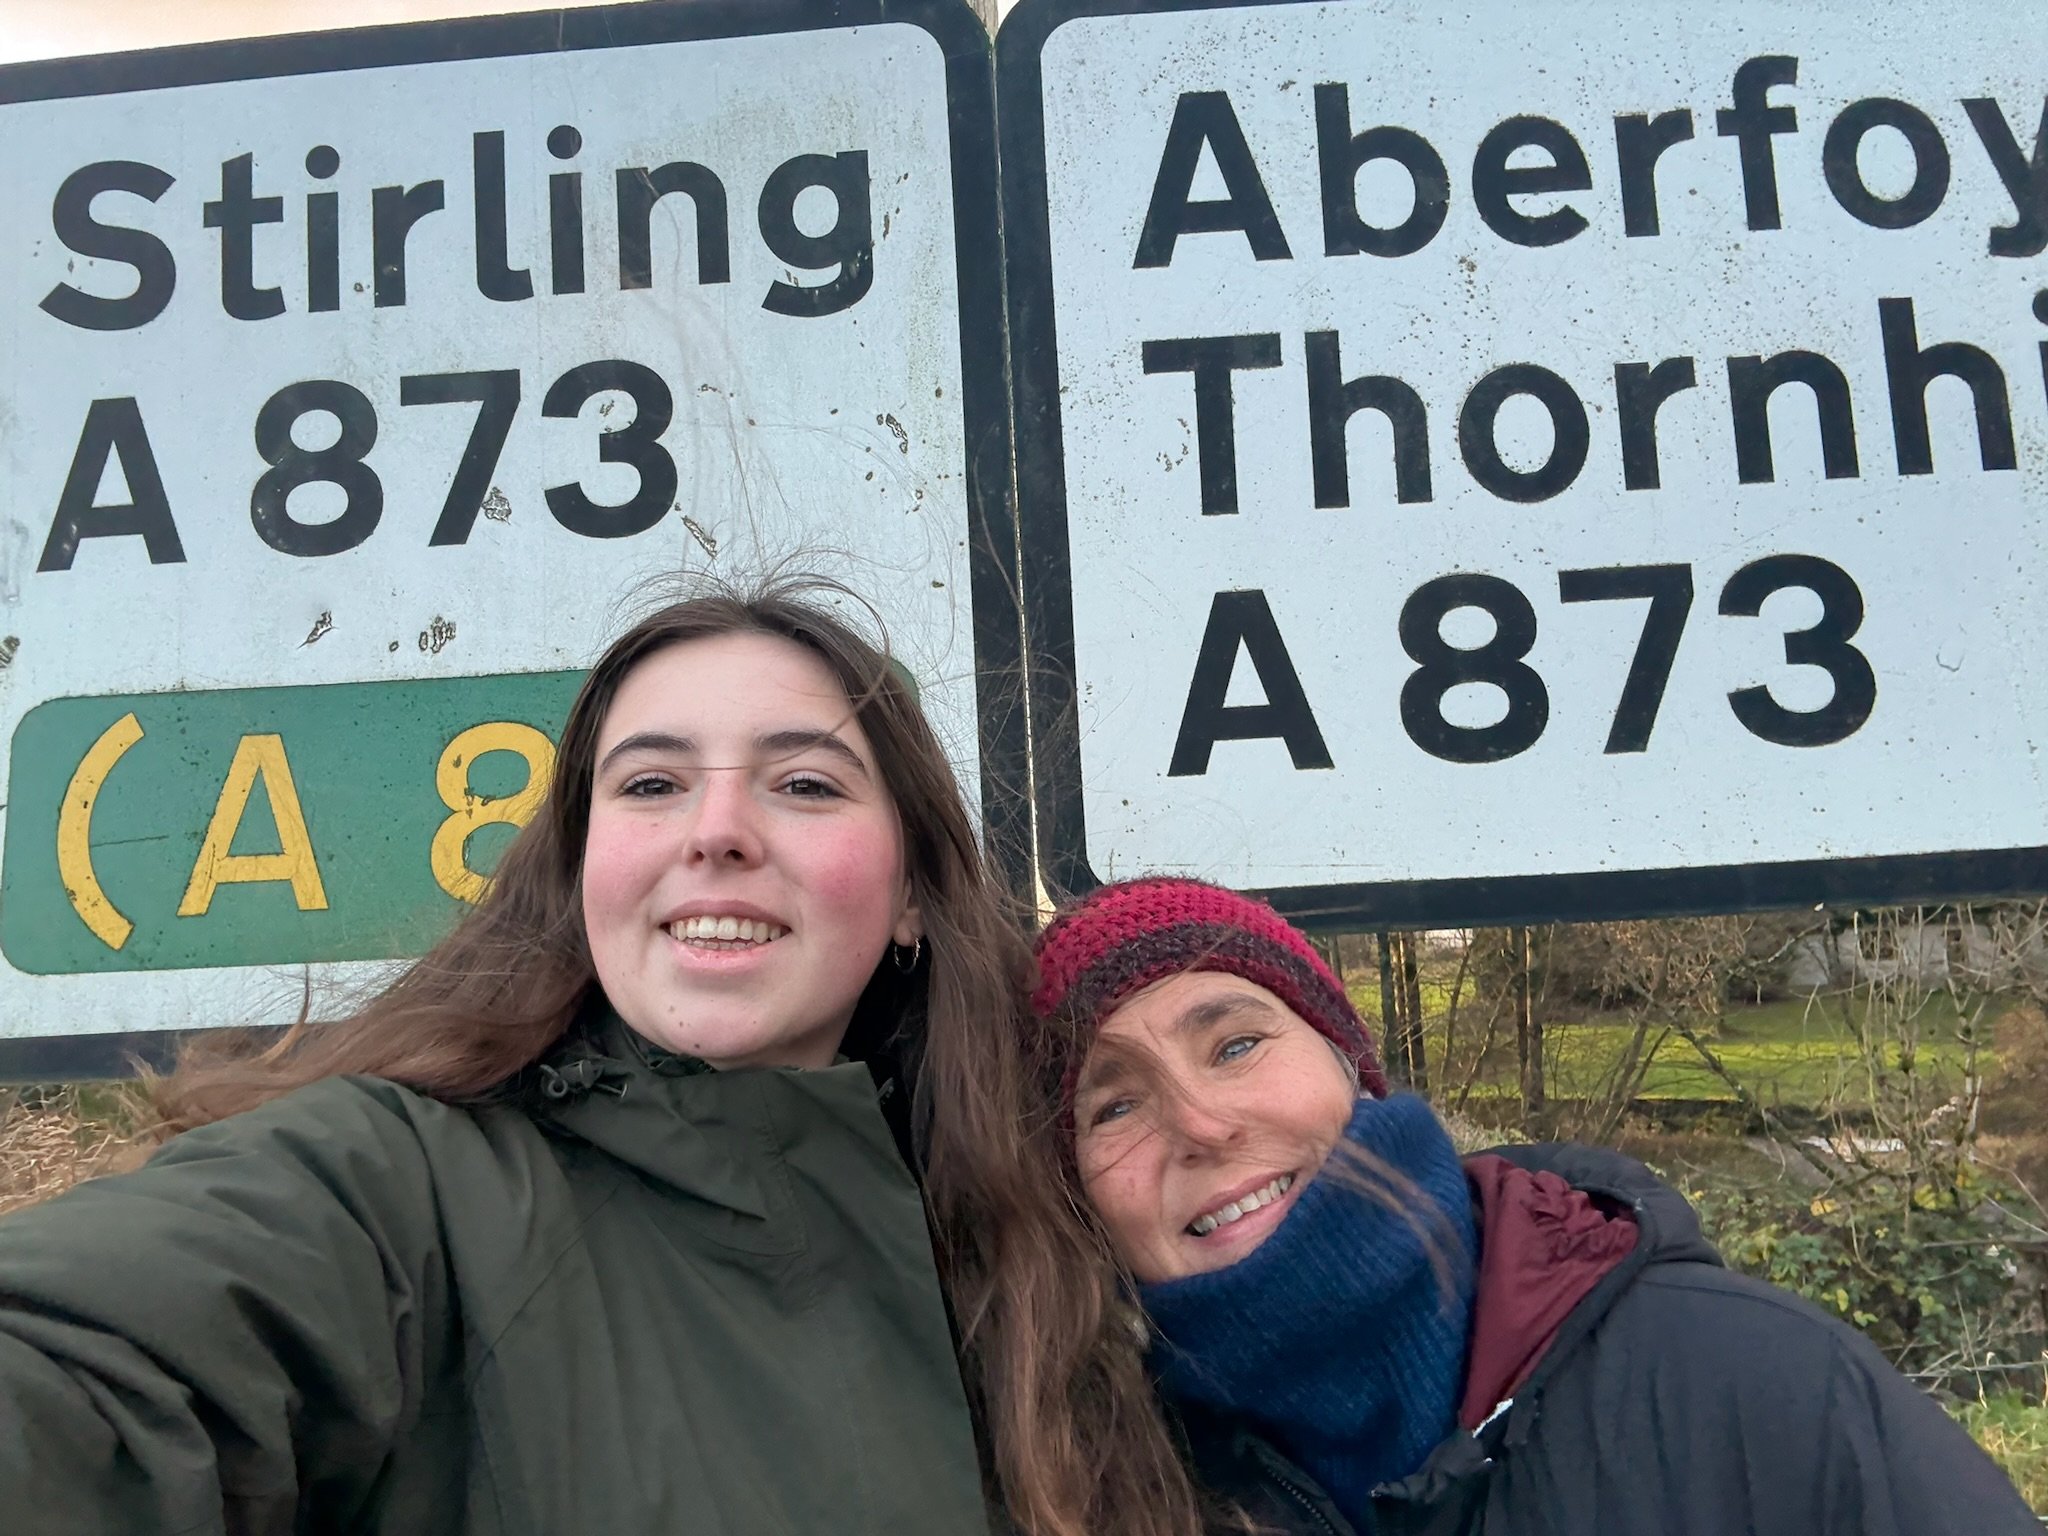 Stirling
A 873
(A 8
Aberfoy
Thornhi
A 873